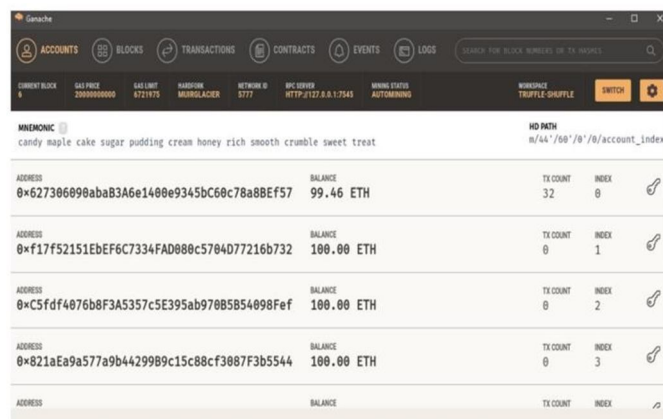 Ganache
ACCOUNTS BLOCKS TRANSACTIONS CONTRACTS EVENTS LOGS SEARCH FOR BLOCK NUMBERS OR TX HASHES
CURRENT BLOCK GAS PRICE GAS LIMIT HARDFORK NETWORK ID RPC SERVER MINING STATUS WORKSPACE SWITCH
6 20000000000 6721975 MUIRGLACIER 5777 HTTP://127.0.0.1:7545 AUTOMINING TRUFFLE-SHUFFLE
MNEMONIC HD PATH
candy maple cake sugar pudding cream honey rich smooth crumble sweet treat m/44'/60'/0'/0/account_index
ADDRESS BALANCE TX COUNT INDEX
0×627306090abaB3A6e1400e9345bC60c78a8BEf57 99.46 ETH 32 0
ADDRESS BALANCE TX COUNT INDEX
0×f17f52151EbEF6C7334FAD080c5704D77216b732 100.00 ETH 0 1
ADDRESS BALANCE TX COUNT INDEX
0×C5fdf4076b8F3A5357c5E395ab970B5B54098Fef 100.00 ETH 0 2
ADDRESS BALANCE TX COUNT INDEX
0×821aEa9a577a9b44299B9c15c88cf3087F3b5544 100.00 ETH 0 3
ADDRESS BALANCE TX COUNT INDEX